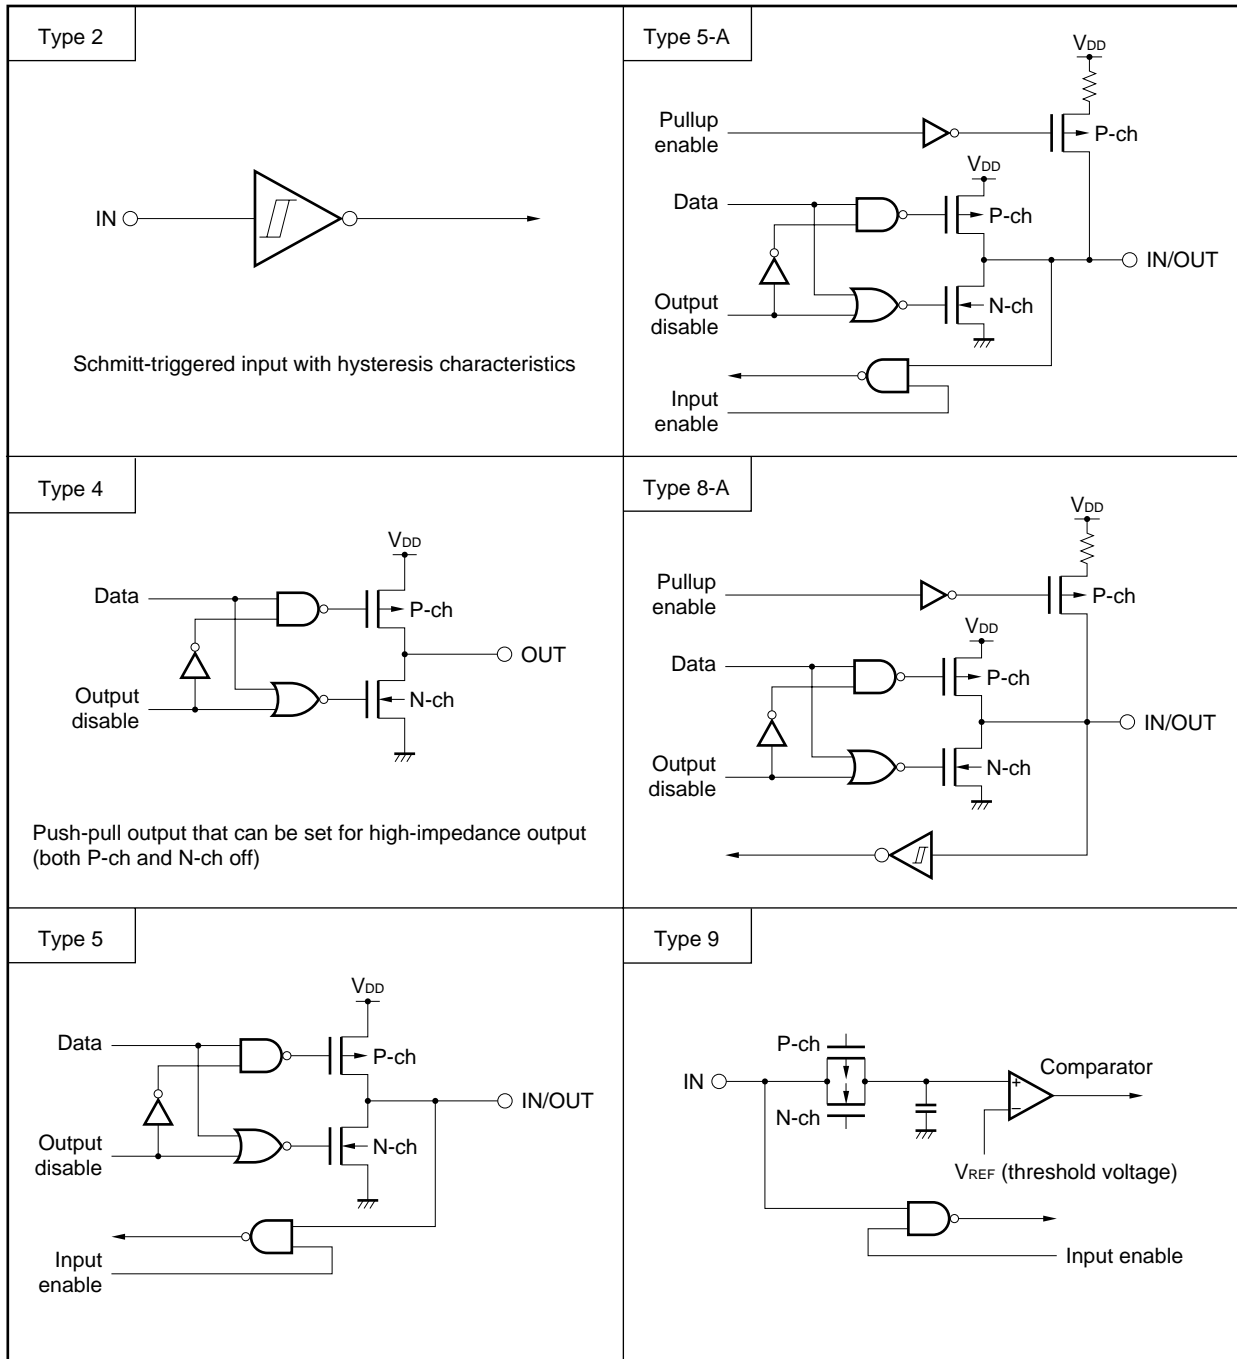 Type 2
IN
Schmitt-triggered input with hysteresis characteristics
Type 5-A
VDD
Pullup
enable
P-ch
VDD
Data
P-ch
IN/OUT
Output
disable
N-ch
Input
enable
Type 4
VDD
Data
P-ch
OUT
Output
disable
N-ch
Push-pull output that can be set for high-impedance output
(both P-ch and N-ch off)
Type 8-A
VDD
Pullup
enable
P-ch
VDD
Data
P-ch
IN/OUT
Output
disable
N-ch
Type 5
VDD
Data
P-ch
IN/OUT
Output
disable
N-ch
Input
enable
Type 9
P-ch
IN
N-ch
Comparator
+
−
VREF (threshold voltage)
Input enable